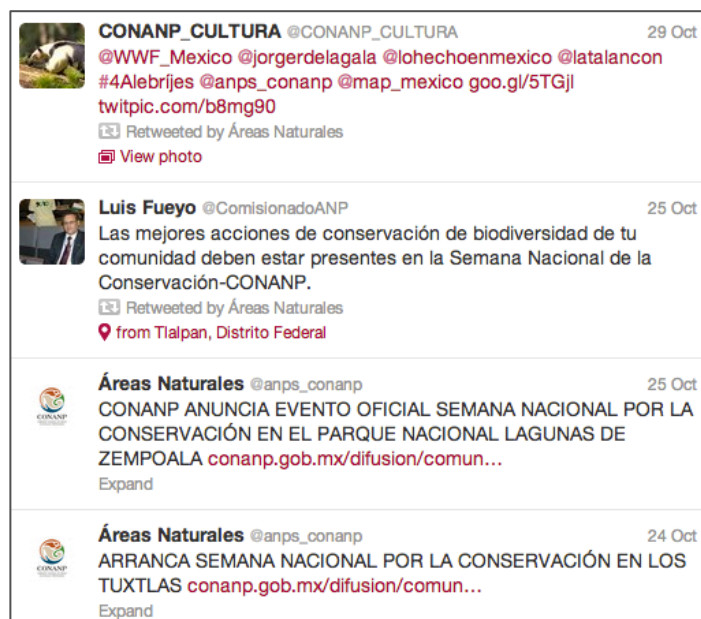 CONANP_CULTURA @CONANP_CULTURA 29 Oct
@WWF_Mexico @jorgerdelagala @lohechoenmexico @latalancon
#4Alebríjes @anps_conanp @map_mexico goo.gl/5TGjl
twitpic.com/b8mg90
Retweeted by Áreas Naturales
View photo
Luis Fueyo @ComisionadoANP 25 Oct
Las mejores acciones de conservación de biodiversidad de tu
comunidad deben estar presentes en la Semana Nacional de la
Conservación-CONANP.
Retweeted by Áreas Naturales
from Tlalpan, Distrito Federal
Áreas Naturales @anps_conanp 25 Oct
CONANP
CONANP ANUNCIA EVENTO OFICIAL SEMANA NACIONAL POR LA
CONSERVACIÓN EN EL PARQUE NACIONAL LAGUNAS DE
ZEMPOALA conanp.gob.mx/difusion/comun…
Expand
Áreas Naturales @anps_conanp 24 Oct
CONANP
ARRANCA SEMANA NACIONAL POR LA CONSERVACIÓN EN LOS
TUXTLAS conanp.gob.mx/difusion/comun…
Expand